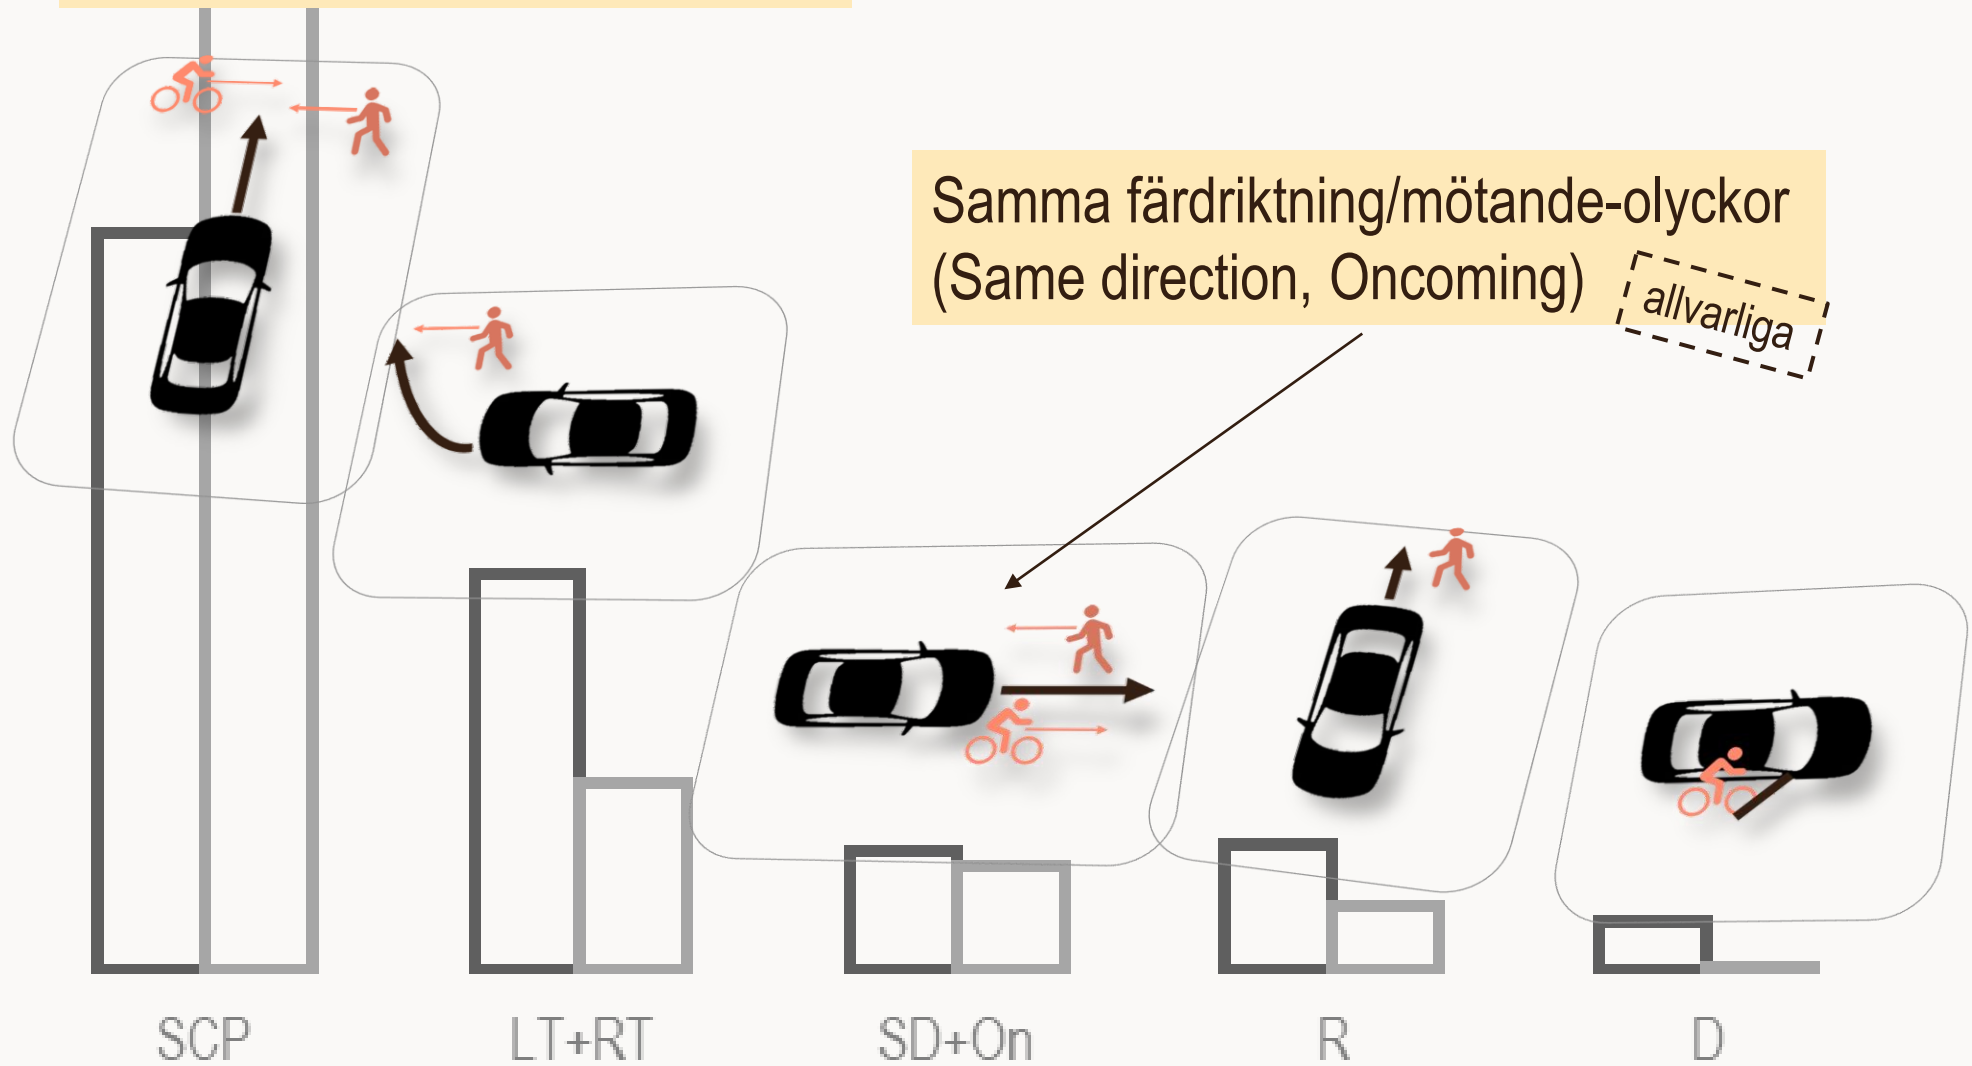 Samma färdriktning/mötande-olyckor
(Same direction, Oncoming)
allvarliga
SCP
LT+RT
SD+On
R
D